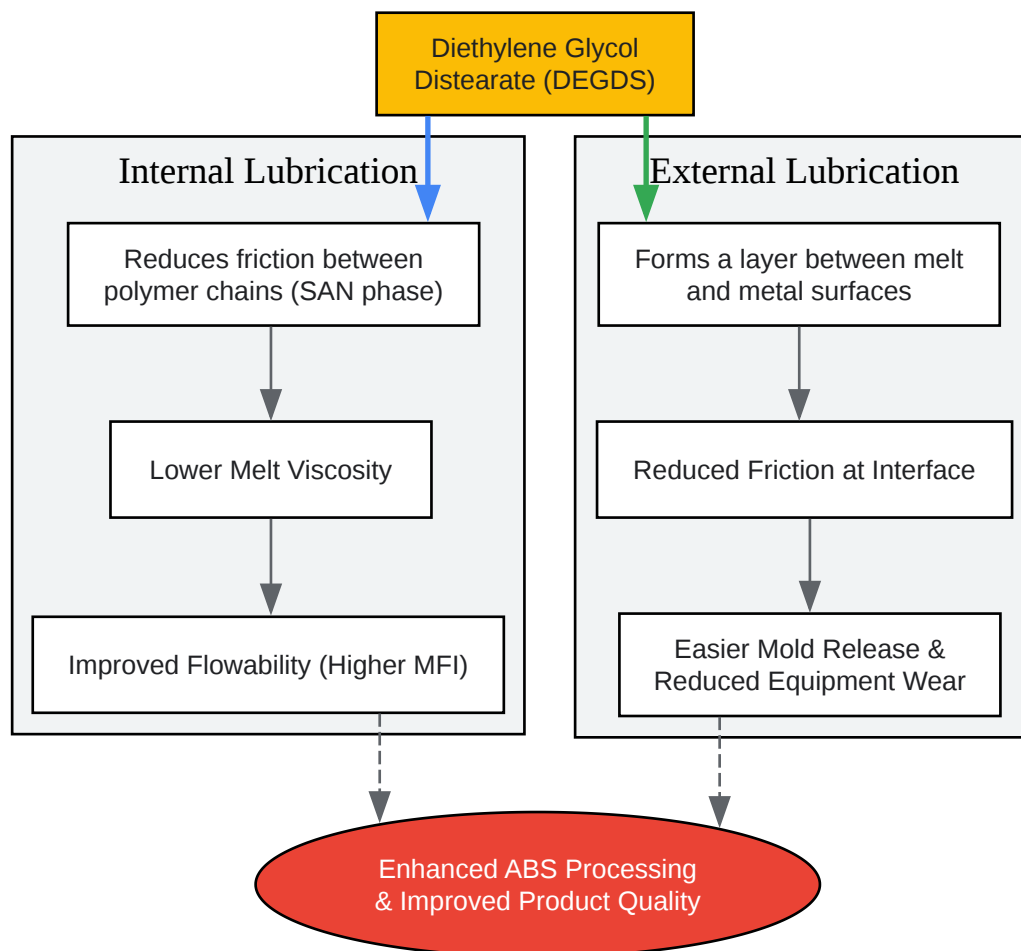 Diethylene Glycol
Distearate (DEGDS)
Internal Lubrication
Reduces friction between
polymer chains (SAN phase)
Lower Melt Viscosity
Improved Flowability (Higher MFI)
External Lubrication
Forms a layer between melt
and metal surfaces
Reduced Friction at Interface
Easier Mold Release &
Reduced Equipment Wear
Enhanced ABS Processing
& Improved Product Quality